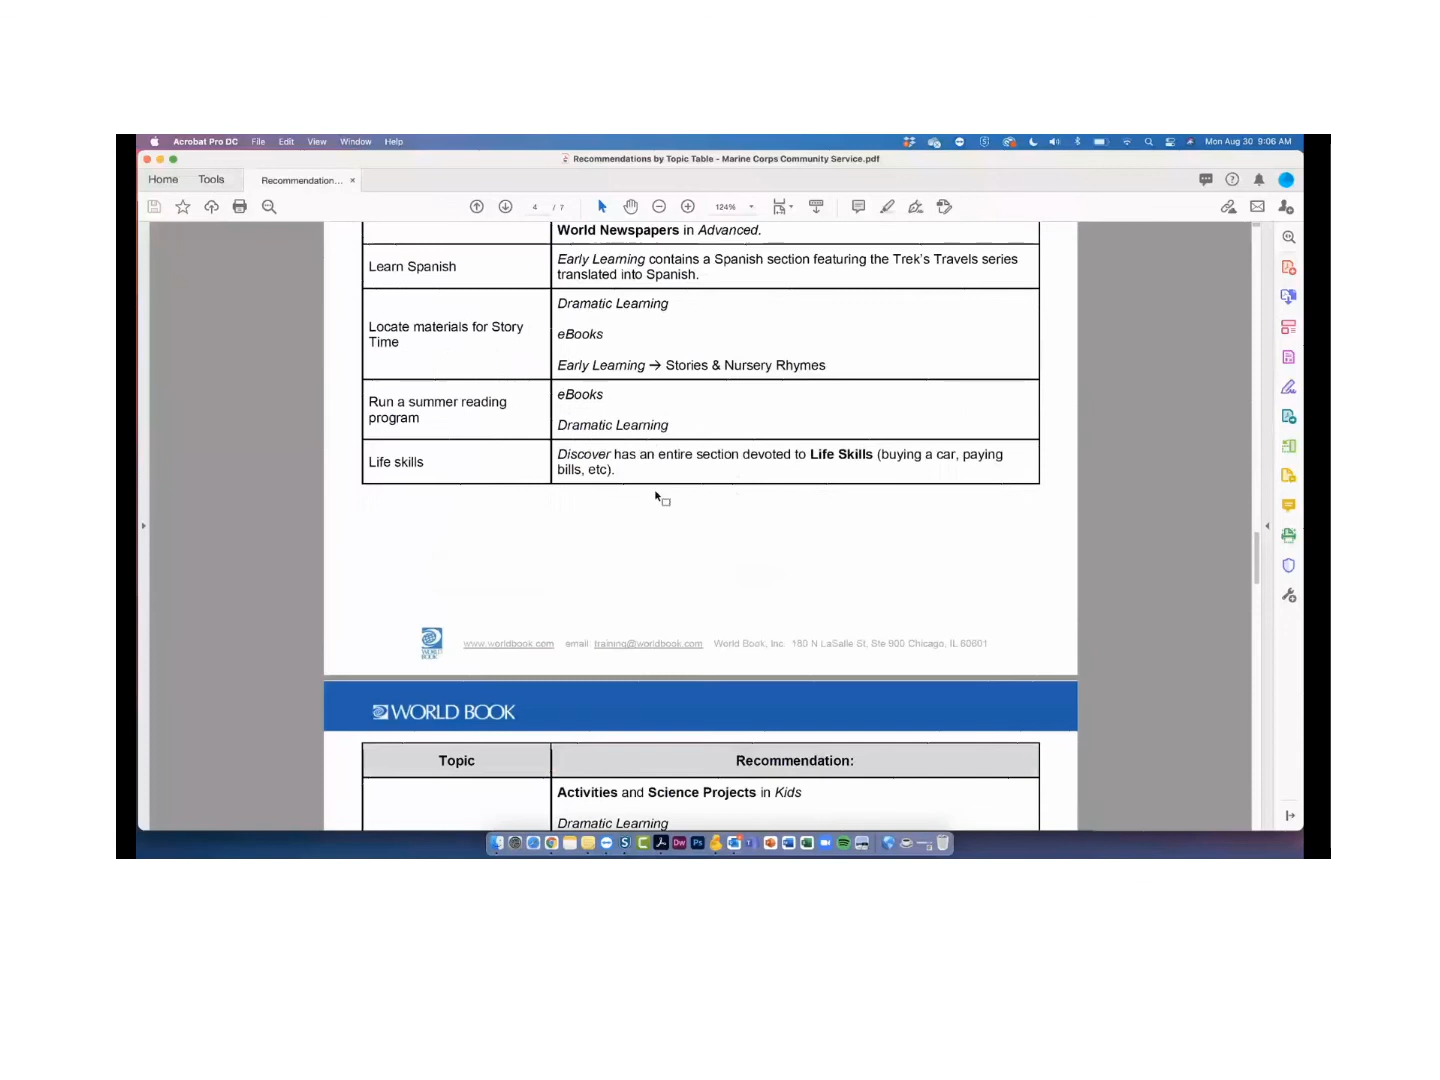 Acrobat Pro DC File Edit View Window Help Mon Aug 30 9:06 AM
Recommendations by Topic Table - Marine Corps Community Service.pdf
Home Tools Recommendation... ×
4 / 7 124%
World Newspapers in Advanced.
Learn Spanish
Early Learning contains a Spanish section featuring the Trek's Travels series
translated into Spanish.
Locate materials for Story
Time
Dramatic Learning
eBooks
Early Learning → Stories & Nursery Rhymes
Run a summer reading
program
eBooks
Dramatic Learning
Life skills
Discover has an entire section devoted to Life Skills (buying a car, paying
bills, etc).
WORLD
BOOK
www.worldbook.com email training@worldbook.com World Book, Inc. 180 N LaSalle St, Ste 900 Chicago, IL 60601
WORLD BOOK
Topic Recommendation:
Activities and Science Projects in Kids
Dramatic Learning
S C Dw Ps